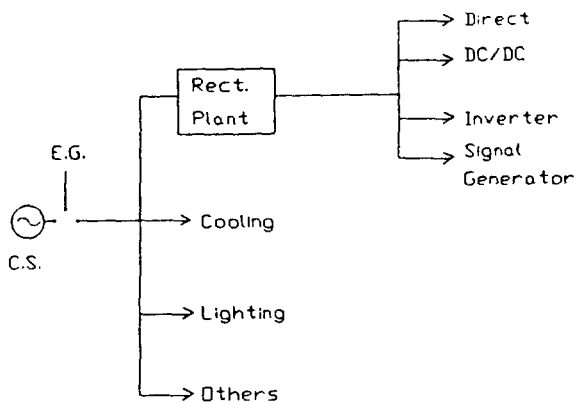 Direct
DC/DC
Rect.
Plant
Inverter
Signal
Generator
E.G.
Cooling
C.S.
Lighting
Others